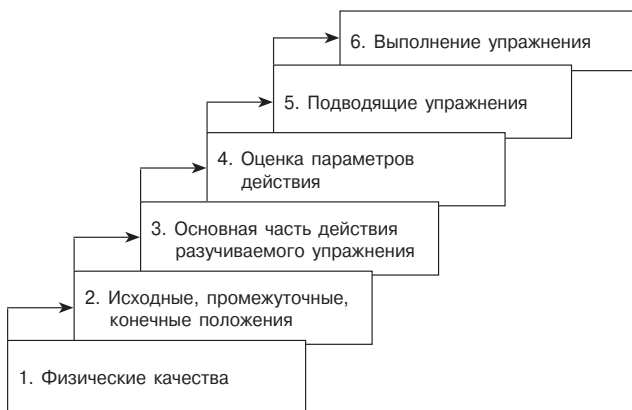 6. Выполнение упражнения
5. Подводящие упражнения
4. Оценка параметров
действия
3. Основная часть действия
разучиваемого упражнения
2. Исходные, промежуточные,
конечные положения
1. Физические качества